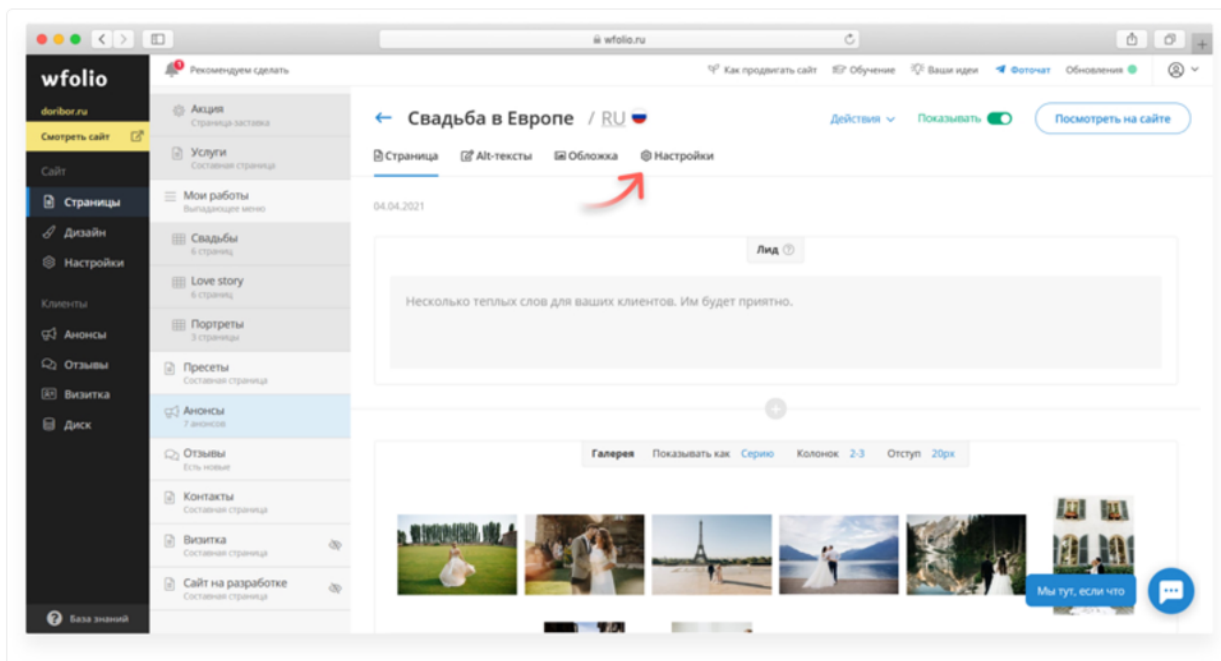 wfolio.ru
wfolio
Рекомендуем сделать
Как продвигать сайт Обучение Ваши идеи Фоточат Обновления
doribor.ru
Смотреть сайт
Сайт
Страницы
Дизайн
Настройки
Клиенты
Анонсы
Отзывы
Визитка
Диск
База знаний
Акция
Страница-заставка
Услуги
Составная страница
Мои работы
Выпадающее меню
Свадьбы
6 страниц
Love story
6 страниц
Портреты
3 страницы
Пресеты
Составная страница
Анонсы
7 анонсов
Отзывы
Есть новые
Контакты
Составная страница
Визитка
Составная страница
Сайт на разработке
Составная страница
Свадьба в Европе / RU
Действия Показывать Посмотреть на сайте
Страница Alt-тексты Обложка Настройки
04.04.2021
Лид
Несколько теплых слов для ваших клиентов. Им будет приятно.
Галерея Показывать как Серию Колонок 2-3 Отступ 20px
Мы тут, если что